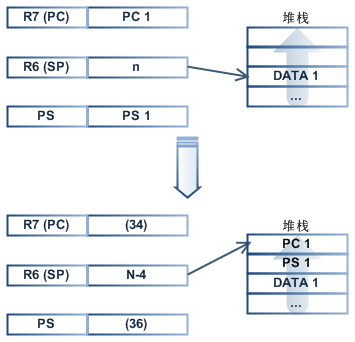 堆栈
R7 (PC) PC 1
R6 (SP) n
DATA 1
...
PS PS 1
R7 (PC) (34)
堆栈
PC 1
R6 (SP) N-4
PS 1
DATA 1
...
PS (36)